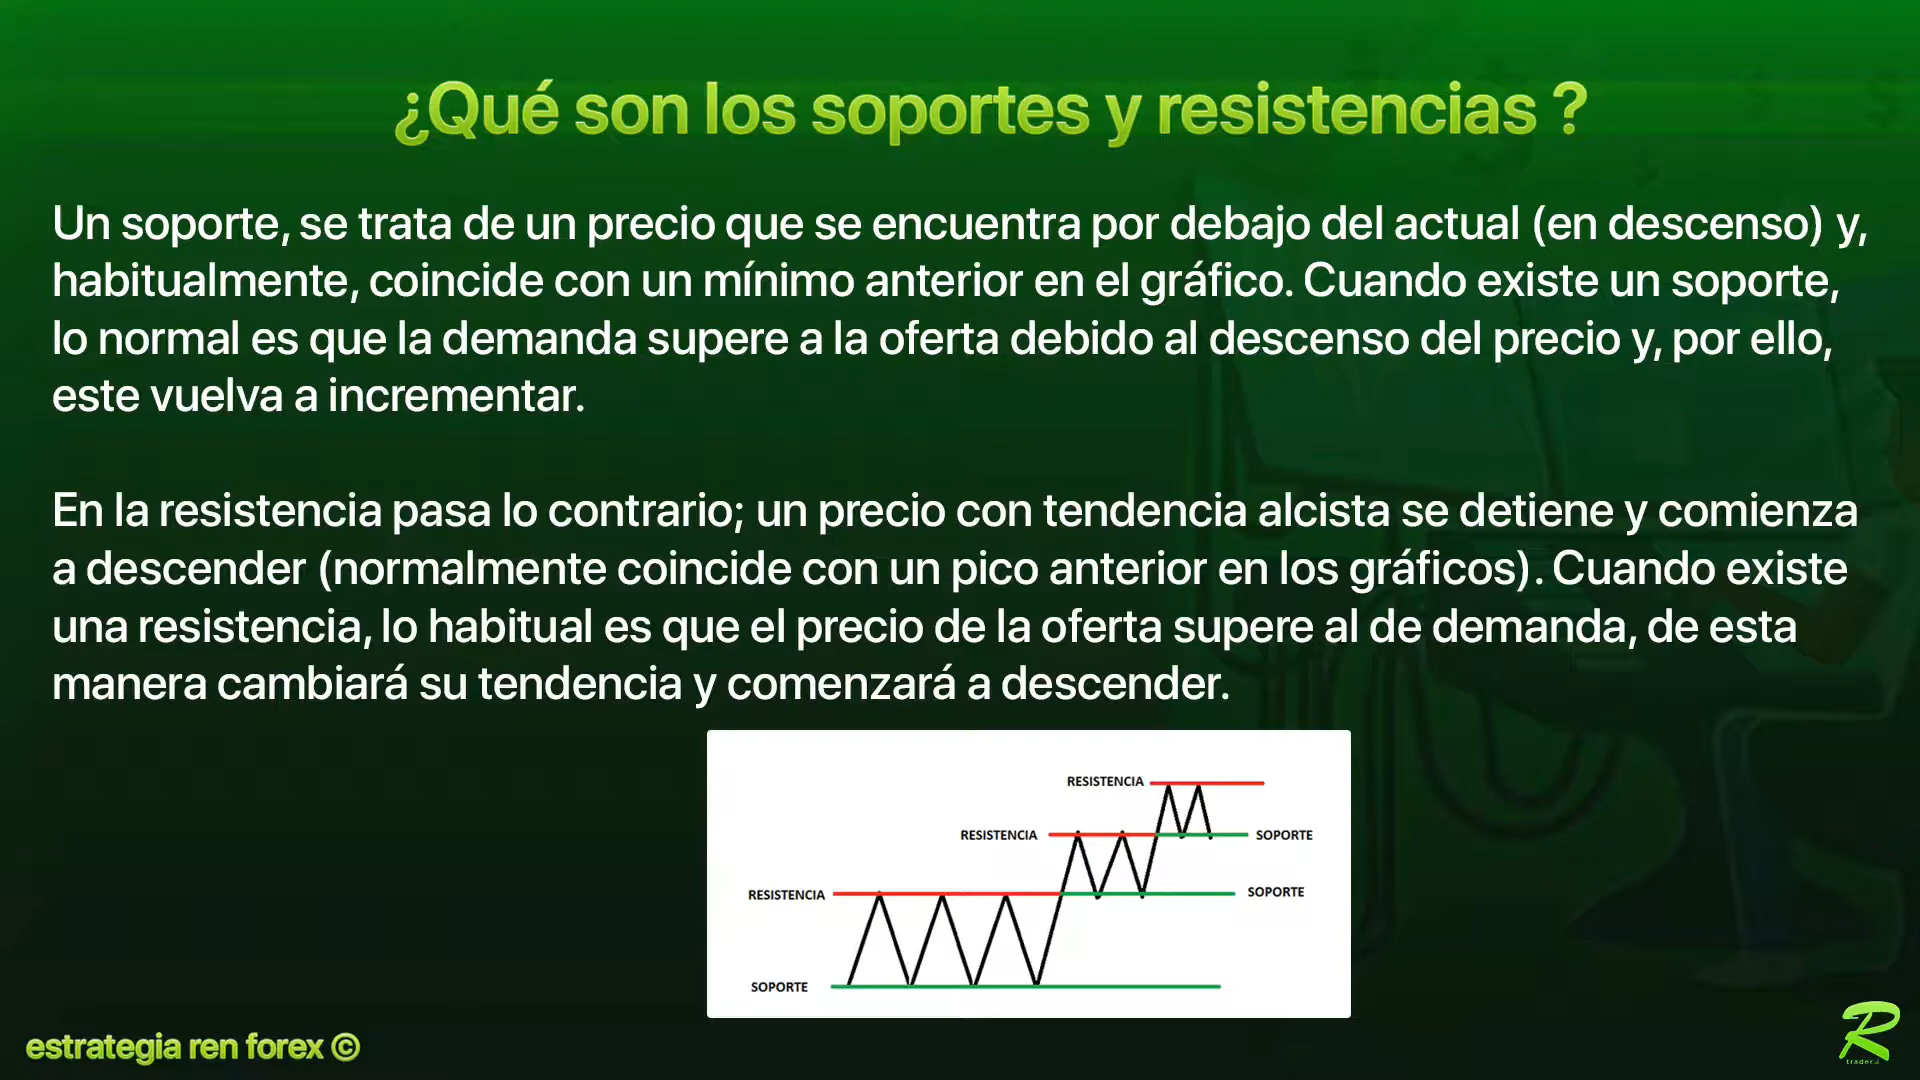 ¿Qué son los soportes y resistencias ?
Un soporte, se trata de un precio que se encuentra por debajo del actual (en descenso) y,
habitualmente, coincide con un mínimo anterior en el gráfico. Cuando existe un soporte,
lo normal es que la demanda supere a la oferta debido al descenso del precio y, por ello,
este vuelva a incrementar.
En la resistencia pasa lo contrario; un precio con tendencia alcista se detiene y comienza
a descender (normalmente coincide con un pico anterior en los gráficos). Cuando existe
una resistencia, lo habitual es que el precio de la oferta supere al de demanda, de esta
manera cambiará su tendencia y comenzará a descender.
RESISTENCIA
RESISTENCIA
SOPORTE
RESISTENCIA
SOPORTE
SOPORTE
estrategia ren forex ©
R